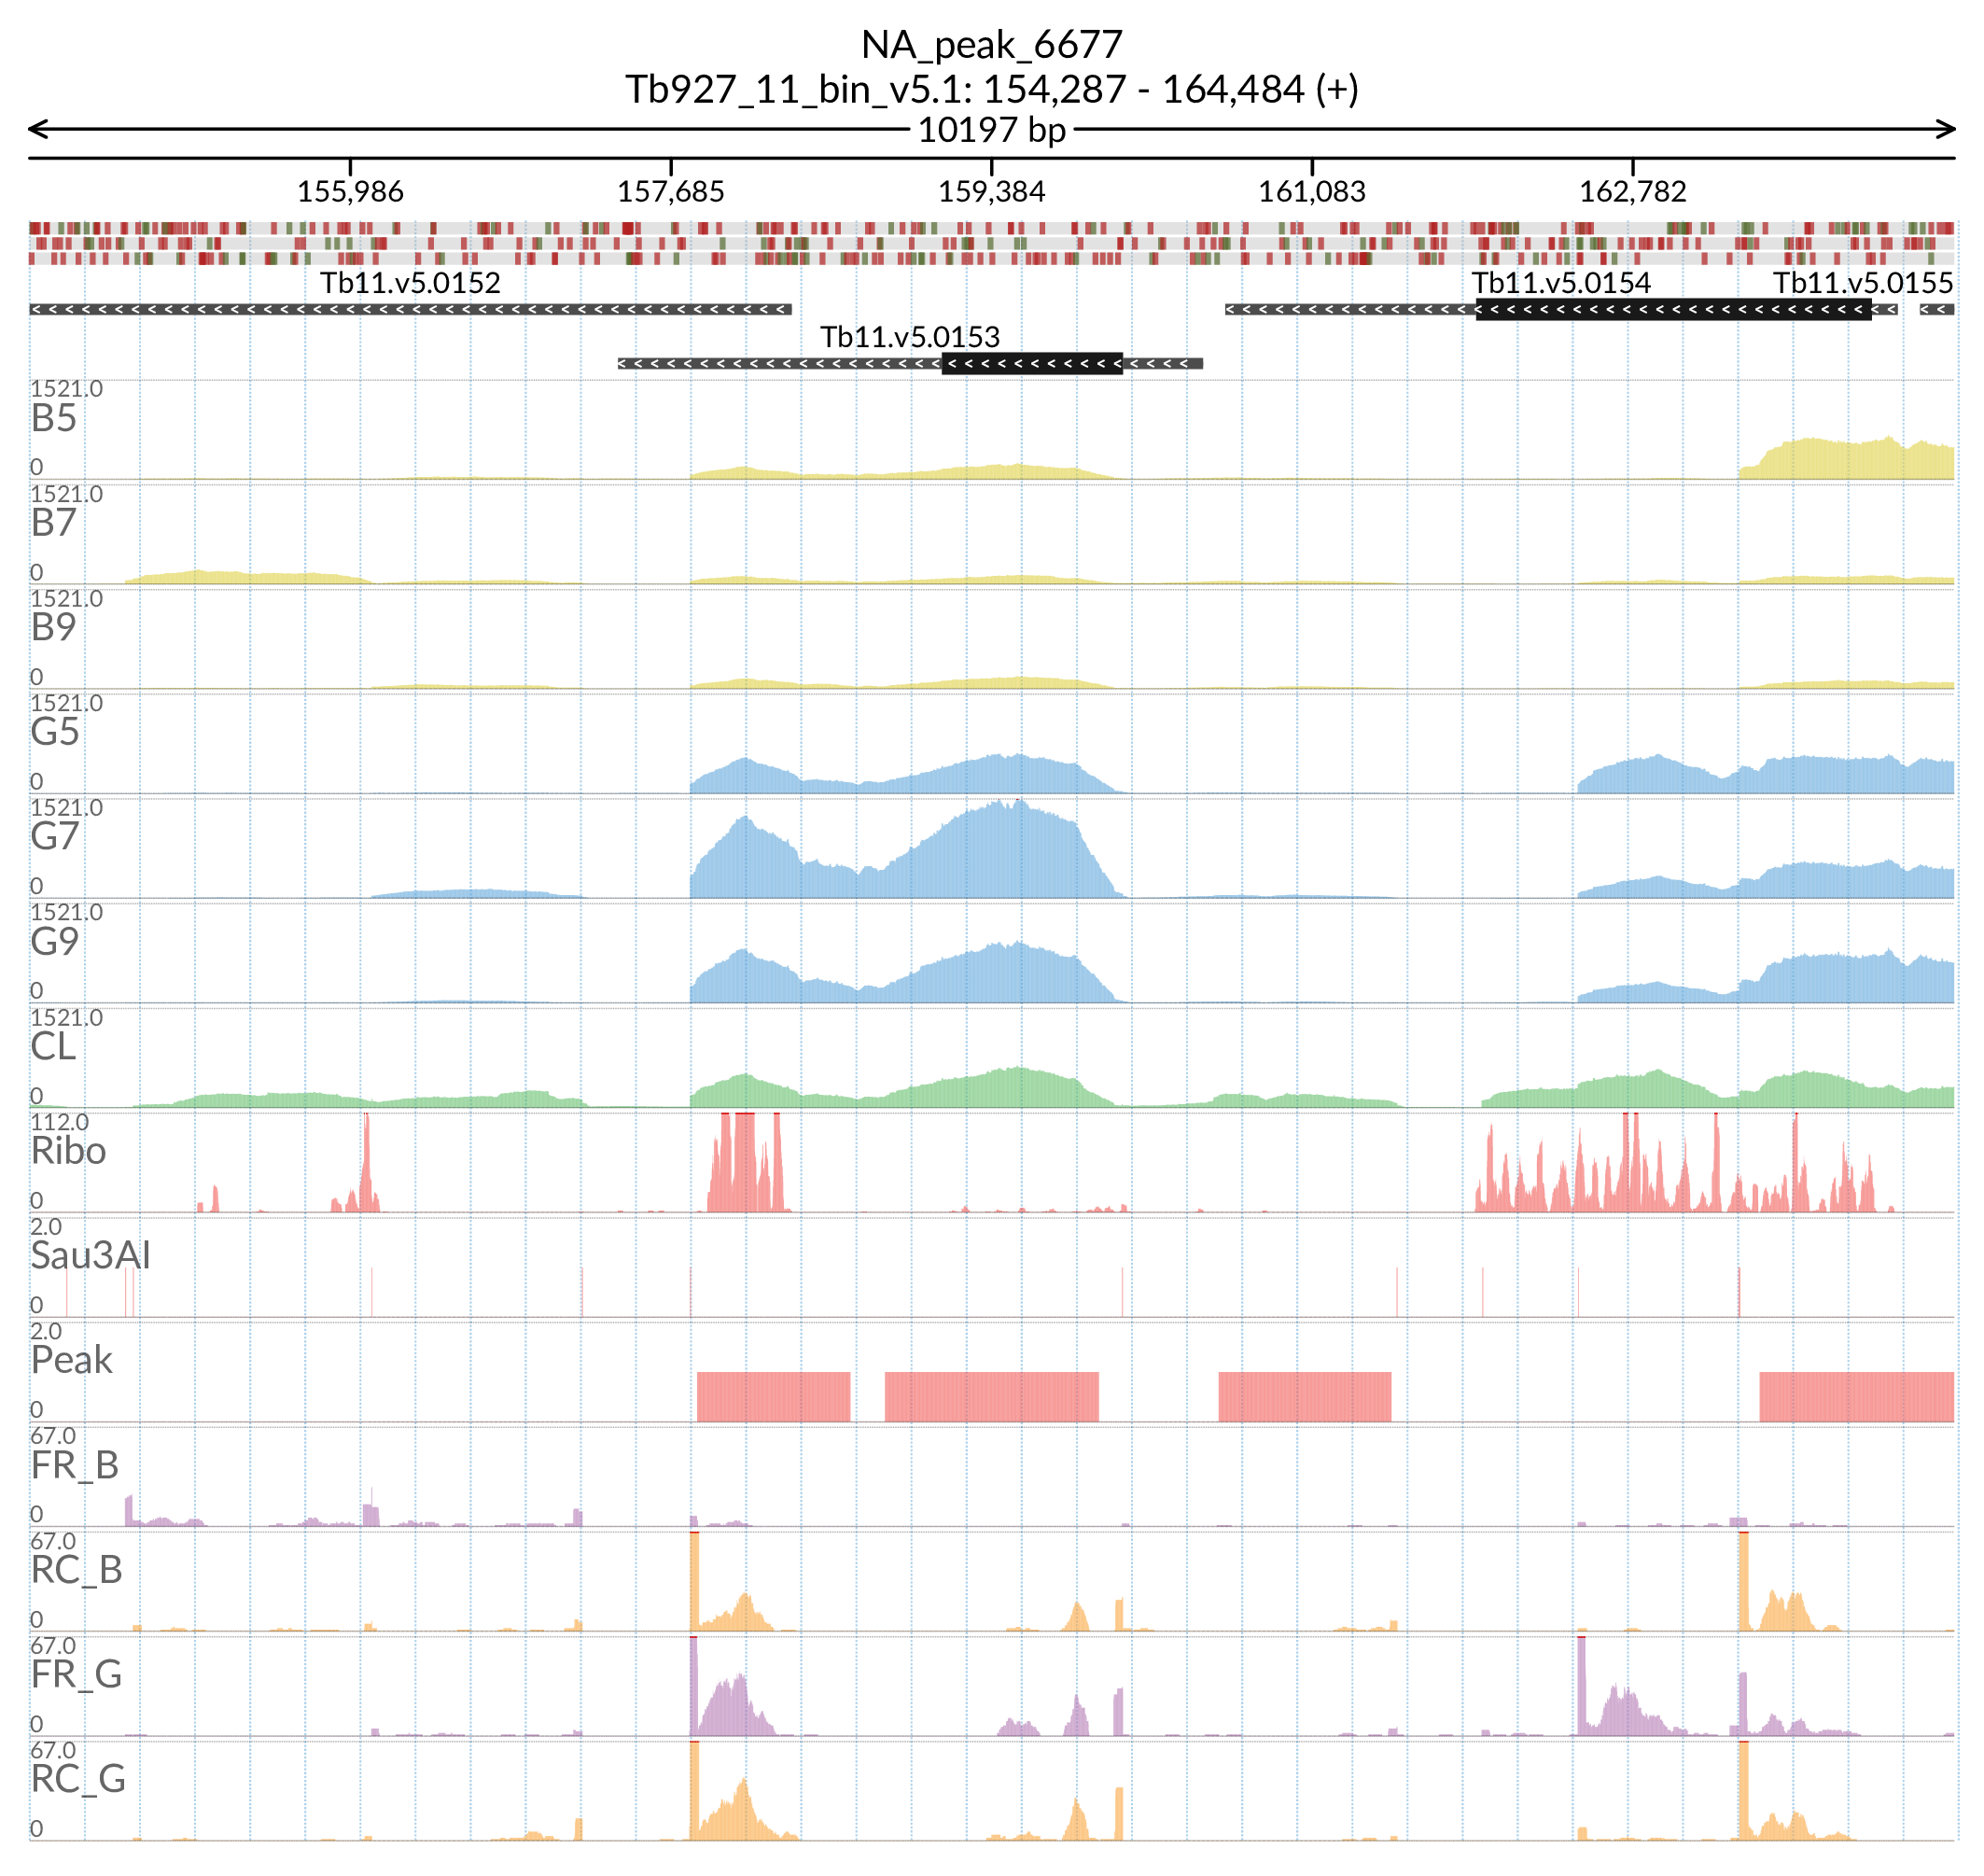 NA_peak_6677
Tb927_11_bin_v5.1: 154,287 - 164,484 (+)
10197 bp
155,986 157,685 159,384 161,083 162,782
Tb11.v5.0152 Tb11.v5.0154 Tb11.v5.0155
Tb11.v5.0153
1521.0
B5
0
1521.0
B7
0
1521.0
B9
0
1521.0
G5
0
1521.0
G7
0
1521.0
G9
0
1521.0
CL
0
112.0
Ribo
0
2.0
Sau3AI
0
2.0
Peak
0
67.0
FR_B
0
67.0
RC_B
0
67.0
FR_G
0
67.0
RC_G
0